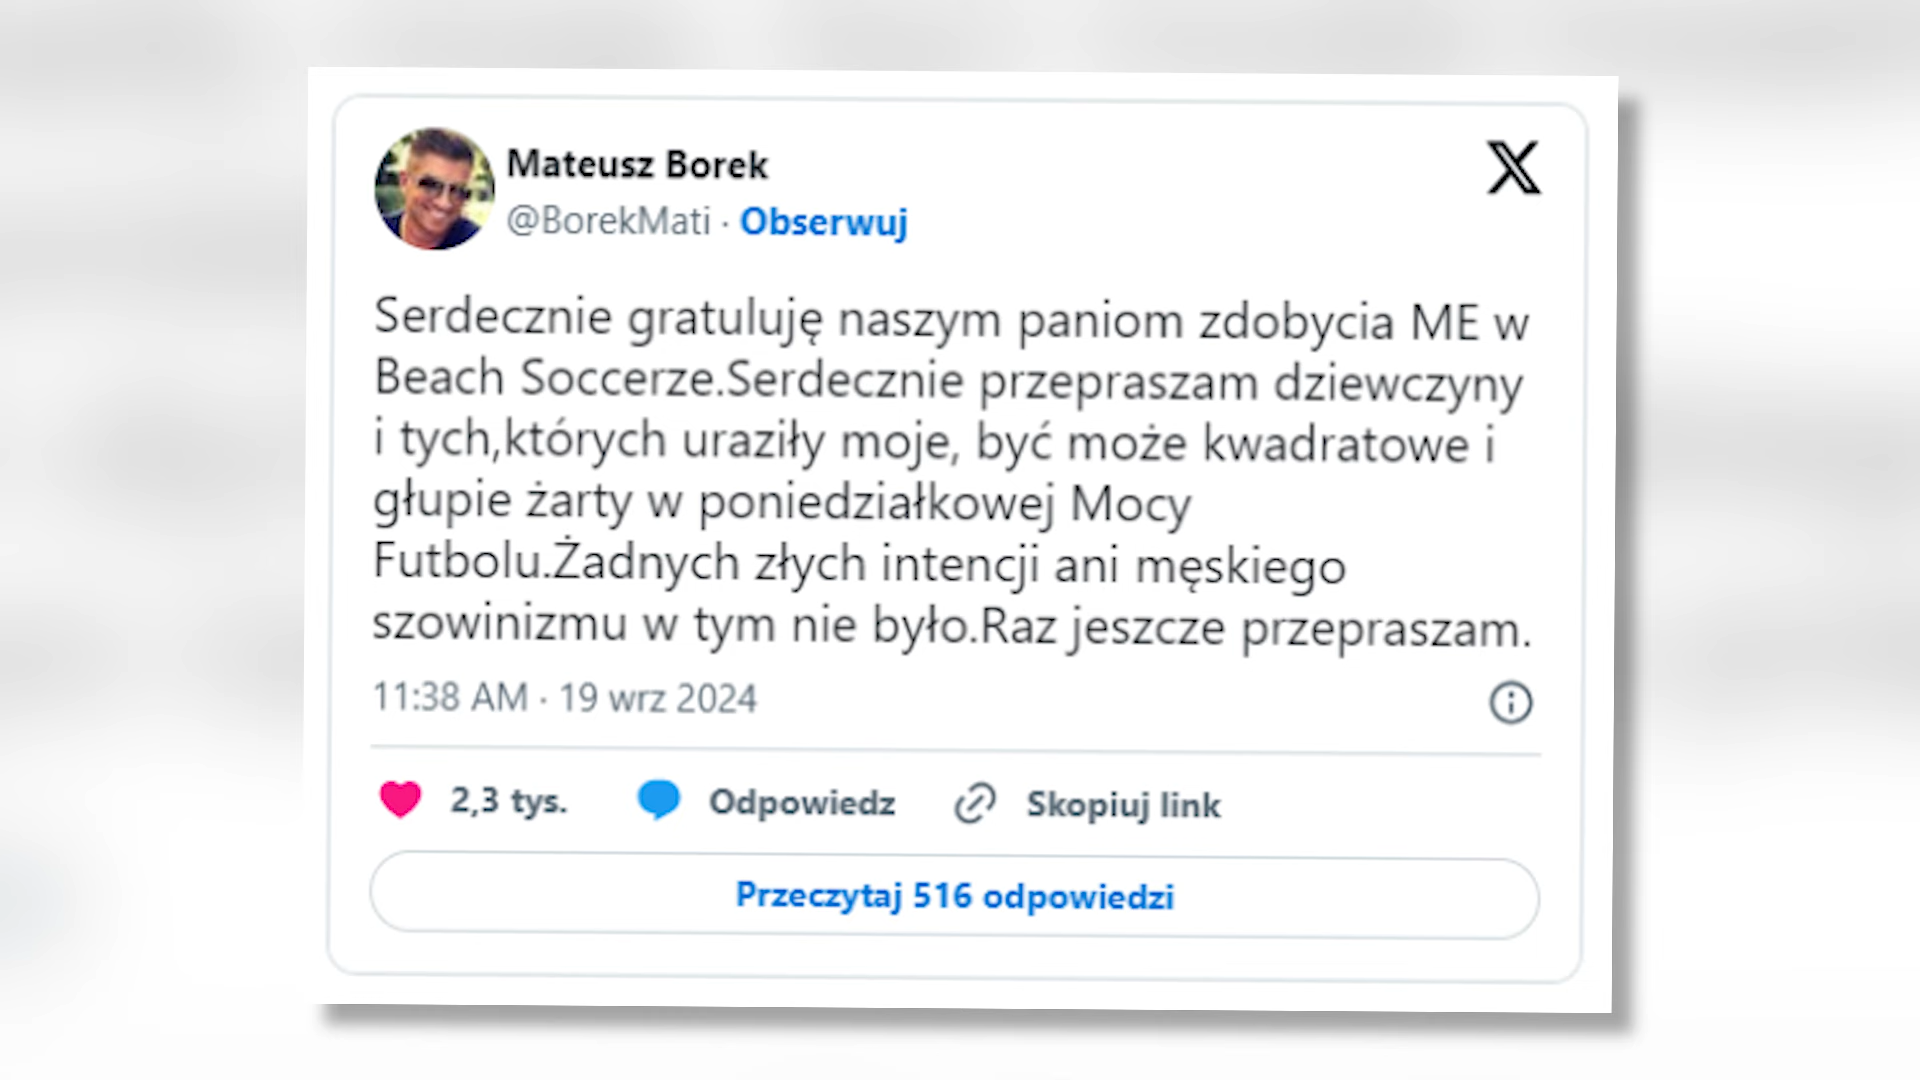 Mateusz Borek
@BorekMati · Obserwuj
Serdecznie gratuluję naszym paniom zdobycia ME w
Beach Soccerze.Serdecznie przepraszam dziewczyny
i tych,których uraziły moje, być może kwadratowe i
głupie żarty w poniedziałkowej Mocy
Futbolu.Żadnych złych intencji ani męskiego
szowinizmu w tym nie było.Raz jeszcze przepraszam.
11:38 AM · 19 wrz 2024
2,3 tys. Odpowiedz Skopiuj link
Przeczytaj 516 odpowiedzi